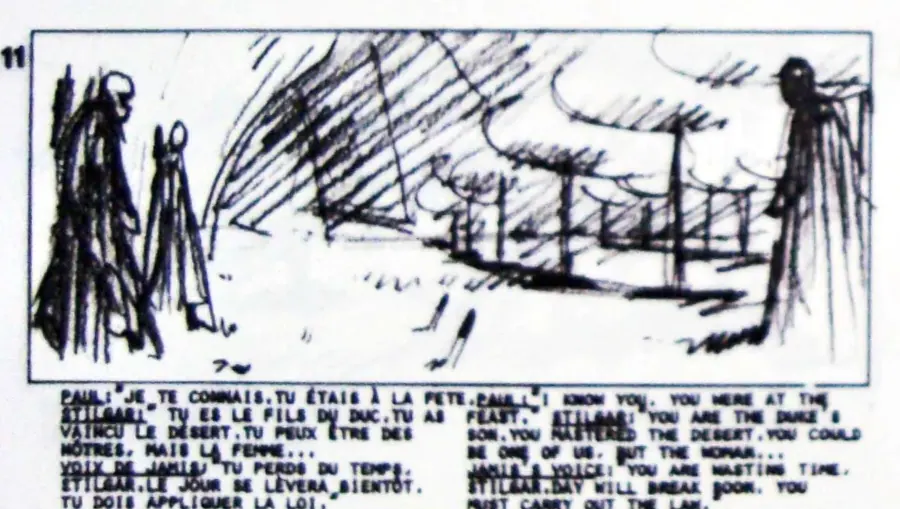 11
PAUL: "JE TE CONNAIS. TU ÉTAIS À LA FETE.
STILGAR: "TU ES LE FILS DU DUC. TU AS
VAINCU LE DÉSERT. TU PEUX ÊTRE DES
NÔTRES. MAIS LA FEMME...
VOIX DE JAMIS: TU PERDS DU TEMPS.
STILGAR. LE JOUR SE LÈVERA BIENTÔT.
TU DOIS APPLIQUER LA LOI."
PAUL: "I KNOW YOU. YOU WERE AT THE
FEAST." STILGAR: "YOU ARE THE DUKE'S
SON. YOU MASTERED THE DESERT. YOU COULD
BE ONE OF US. BUT THE WOMAN...
JAMIS'S VOICE: "YOU ARE WASTING TIME.
STILGAR. DAY WILL BREAK SOON. YOU
MUST CARRY OUT THE LAW."